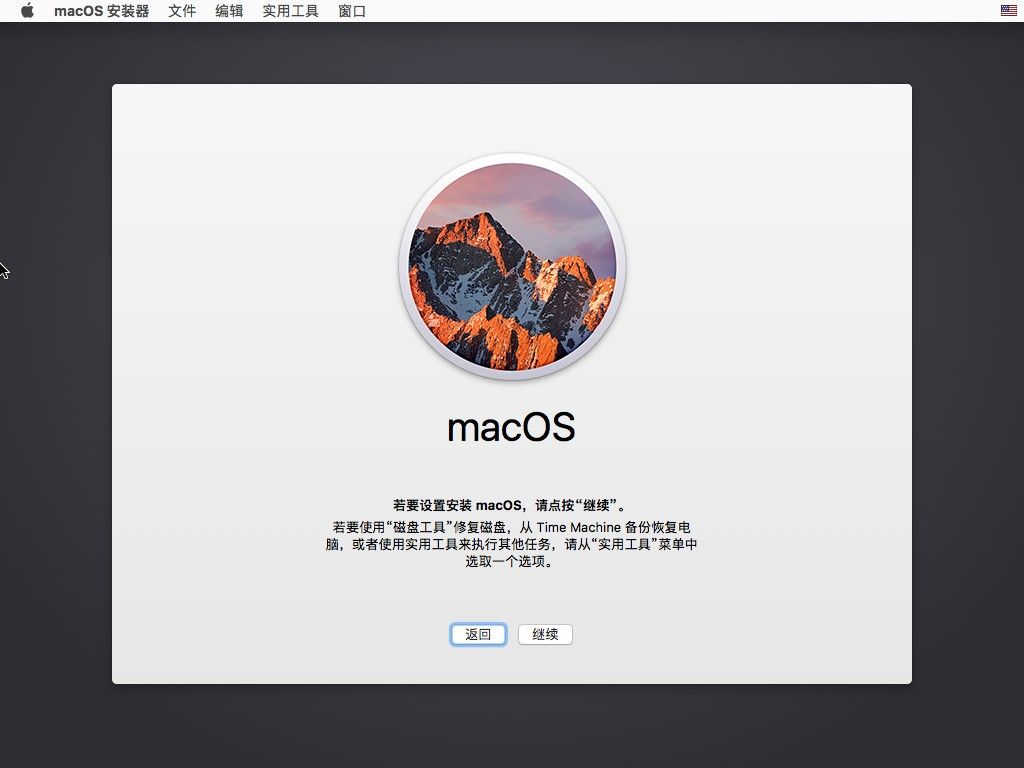 macOS 安装器 文件 编辑 实用工具 窗口
macOS
若要设置安装 macOS，请点按“继续”。
若要使用“磁盘工具”修复磁盘，从 Time Machine 备份恢复电
脑，或者使用实用工具来执行其他任务，请从“实用工具”菜单中
选取一个选项。
返回 继续